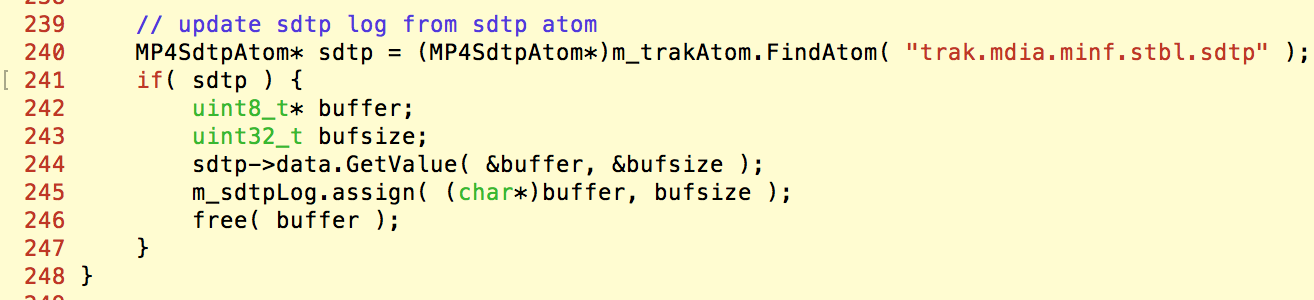 239 // update sdtp log from sdtp atom
240 MP4SdtpAtom* sdtp = (MP4SdtpAtom*)m_trakAtom.FindAtom( "trak.mdia.minf.stbl.sdtp" );
[ 241 if( sdtp ) {
242 uint8_t* buffer;
243 uint32_t bufsize;
244 sdtp->data.GetValue( &buffer, &bufsize );
245 m_sdtpLog.assign( (char*)buffer, bufsize );
246 free( buffer );
247 }
248 }